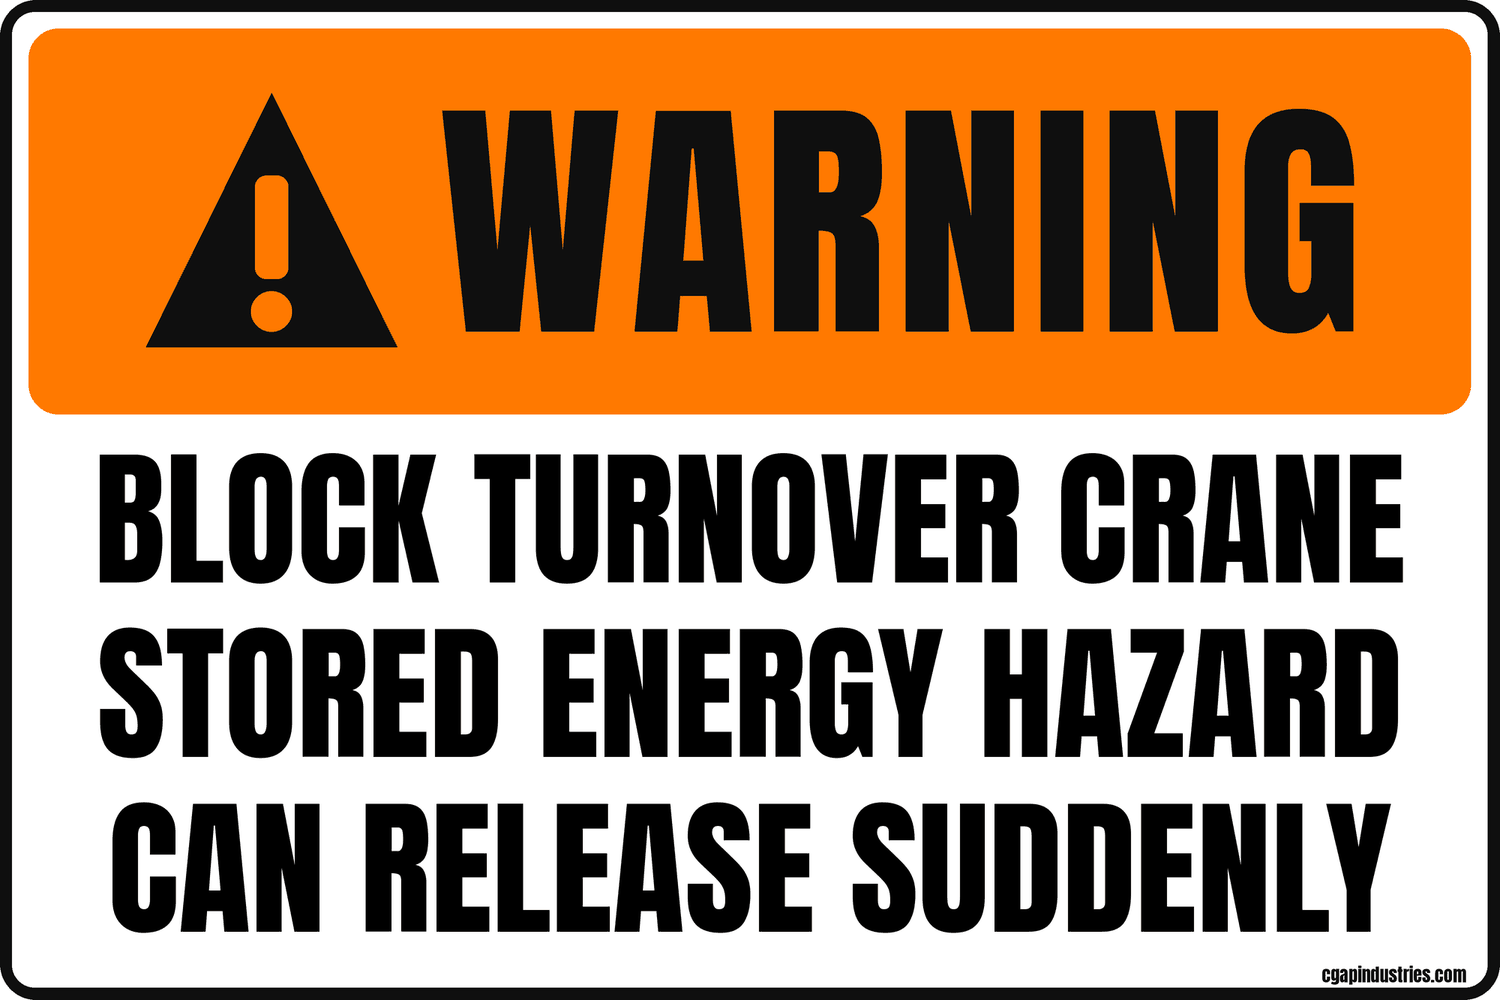 WARNING
BLOCK TURNOVER CRANE
STORED ENERGY HAZARD
CAN RELEASE SUDDENLY
cgapindustries.com